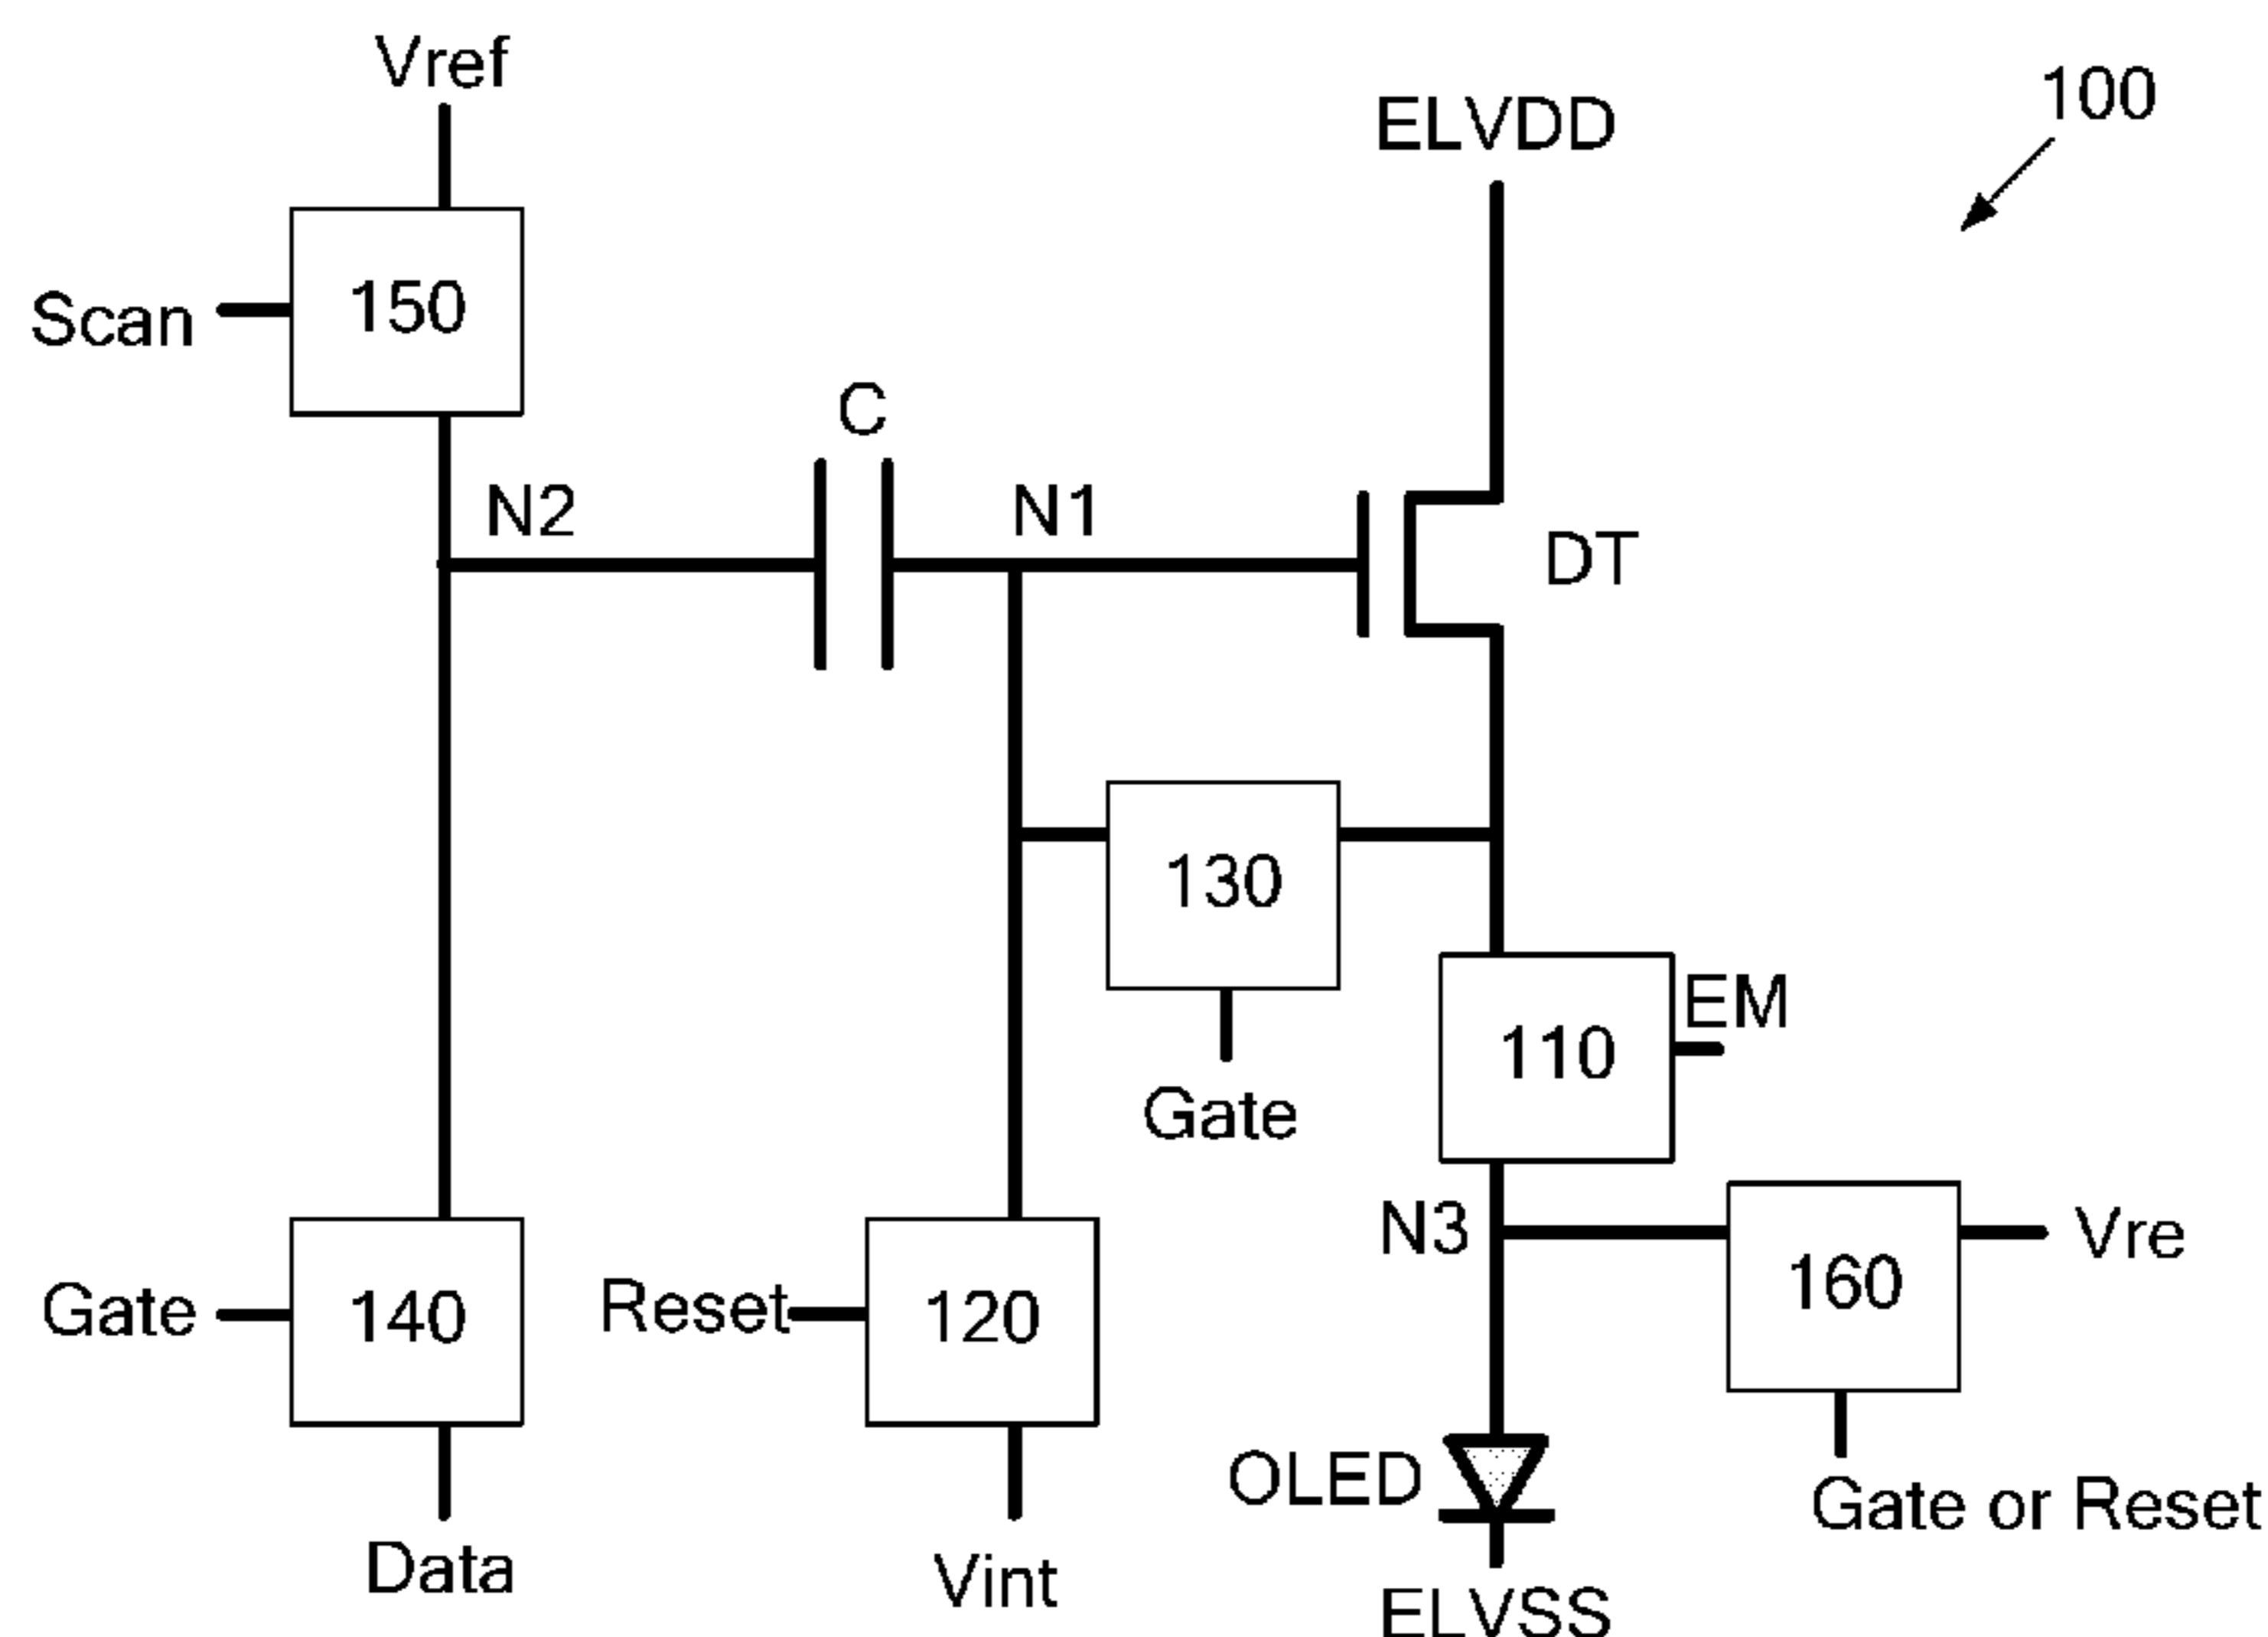 Vref
100
ELVDD
Scan
150
C
N2
N1
DT
130
EM
110
Gate
N3
Vre
160
Gate
140
Reset
120
OLED
Gate or Reset
Data
Vint
ELVSS